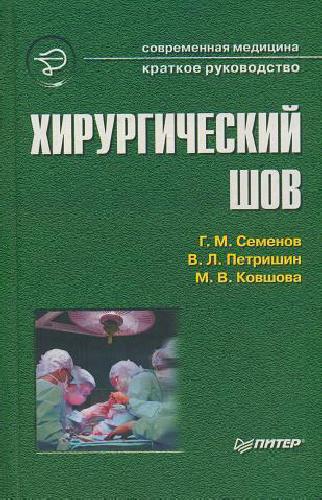 современная медицина
краткое руководство
ХИРУРГИЧЕСКИЙ
ШОВ
Г. М. Семенов
В. Л. Петришин
М. В. Ковшова
ПИТЕР